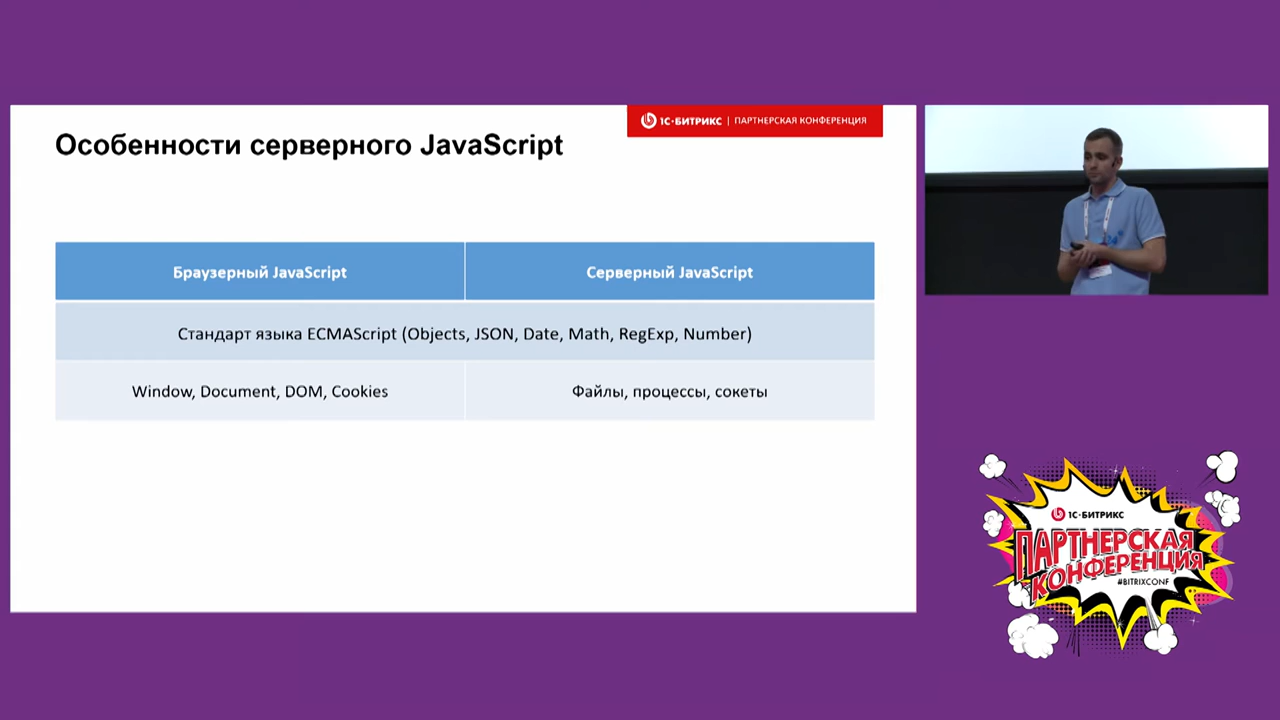 1С-БИТРИКС | ПАРТНЕРСКАЯ КОНФЕРЕНЦИЯ
Особенности серверного JavaScript
Браузерный JavaScript
Серверный JavaScript
Стандарт языка ECMAScript (Objects, JSON, Date, Math, RegExp, Number)
Window, Document, DOM, Cookies
Файлы, процессы, сокеты
1С-БИТРИКС
ПАРТНЕРСКАЯ
КОНФЕРЕНЦИЯ
#BITRIXCONF